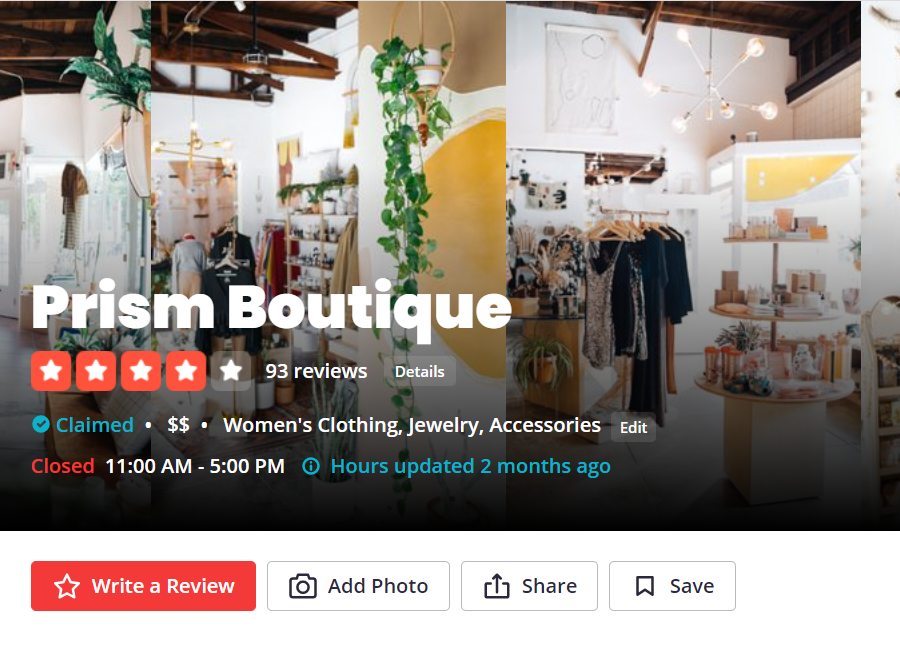 Prism Boutique
93 reviews Details
Claimed • $$ • Women's Clothing, Jewelry, Accessories Edit
Closed 11:00 AM - 5:00 PM Hours updated 2 months ago
Write a Review Add Photo Share Save